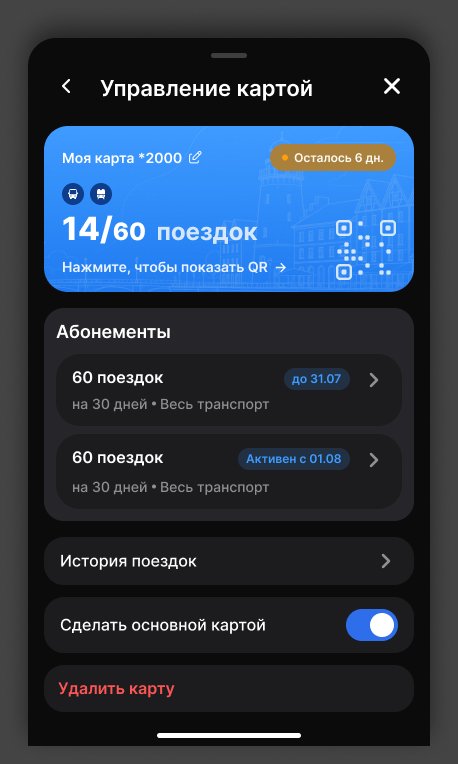 Управление картой
Моя карта *2000
Осталось 6 дн.
14/60 поездок
Нажмите, чтобы показать QR →
Абонементы
60 поездок
до 31.07
на 30 дней • Весь транспорт
60 поездок
Активен с 01.08
на 30 дней • Весь транспорт
История поездок
Сделать основной картой
Удалить карту